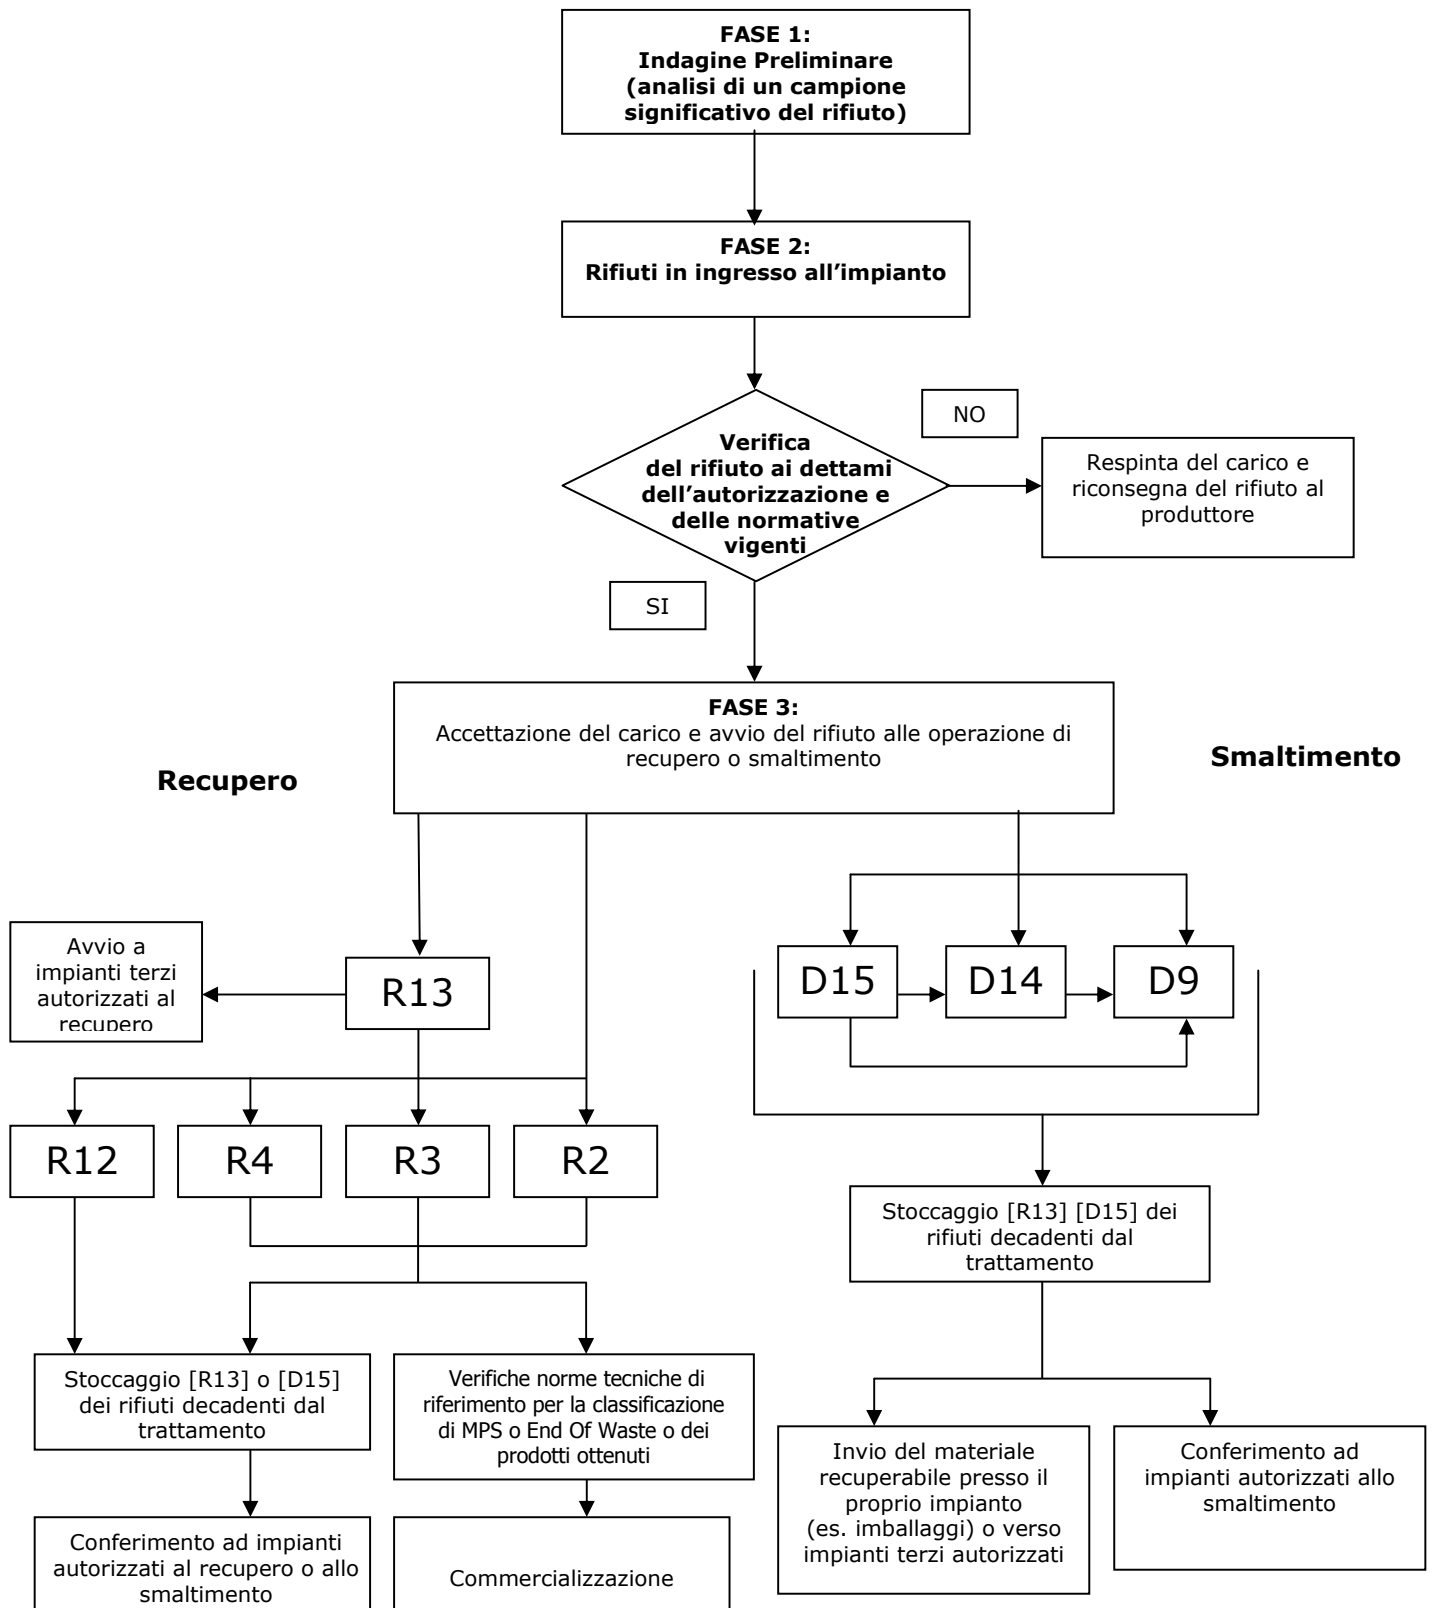 FASE 1:
Indagine Preliminare
(analisi di un campione
significativo del rifiuto)
FASE 2:
Rifiuti in ingresso all’impianto
NO
Verifica
del rifiuto ai dettami
dell’autorizzazione e
delle normative
vigenti
Respinta del carico e
riconsegna del rifiuto al
produttore
SI
FASE 3:
Accettazione del carico e avvio del rifiuto alle operazione di
recupero o smaltimento
Recupero
Smaltimento
Avvio a
impianti terzi
autorizzati al
recupero
R13
D15
D14
D9
R12
R4
R3
R2
Stoccaggio [R13] [D15] dei
rifiuti decadenti dal
trattamento
Stoccaggio [R13] o [D15]
dei rifiuti decadenti dal
trattamento
Verifiche norme tecniche di
riferimento per la classificazione
di MPS o End Of Waste o dei
prodotti ottenuti
Invio del materiale
recuperabile presso il
proprio impianto
(es. imballaggi) o verso
impianti terzi autorizzati
Conferimento ad
impianti autorizzati allo
smaltimento
Conferimento ad impianti
autorizzati al recupero o allo
smaltimento
Commercializzazione